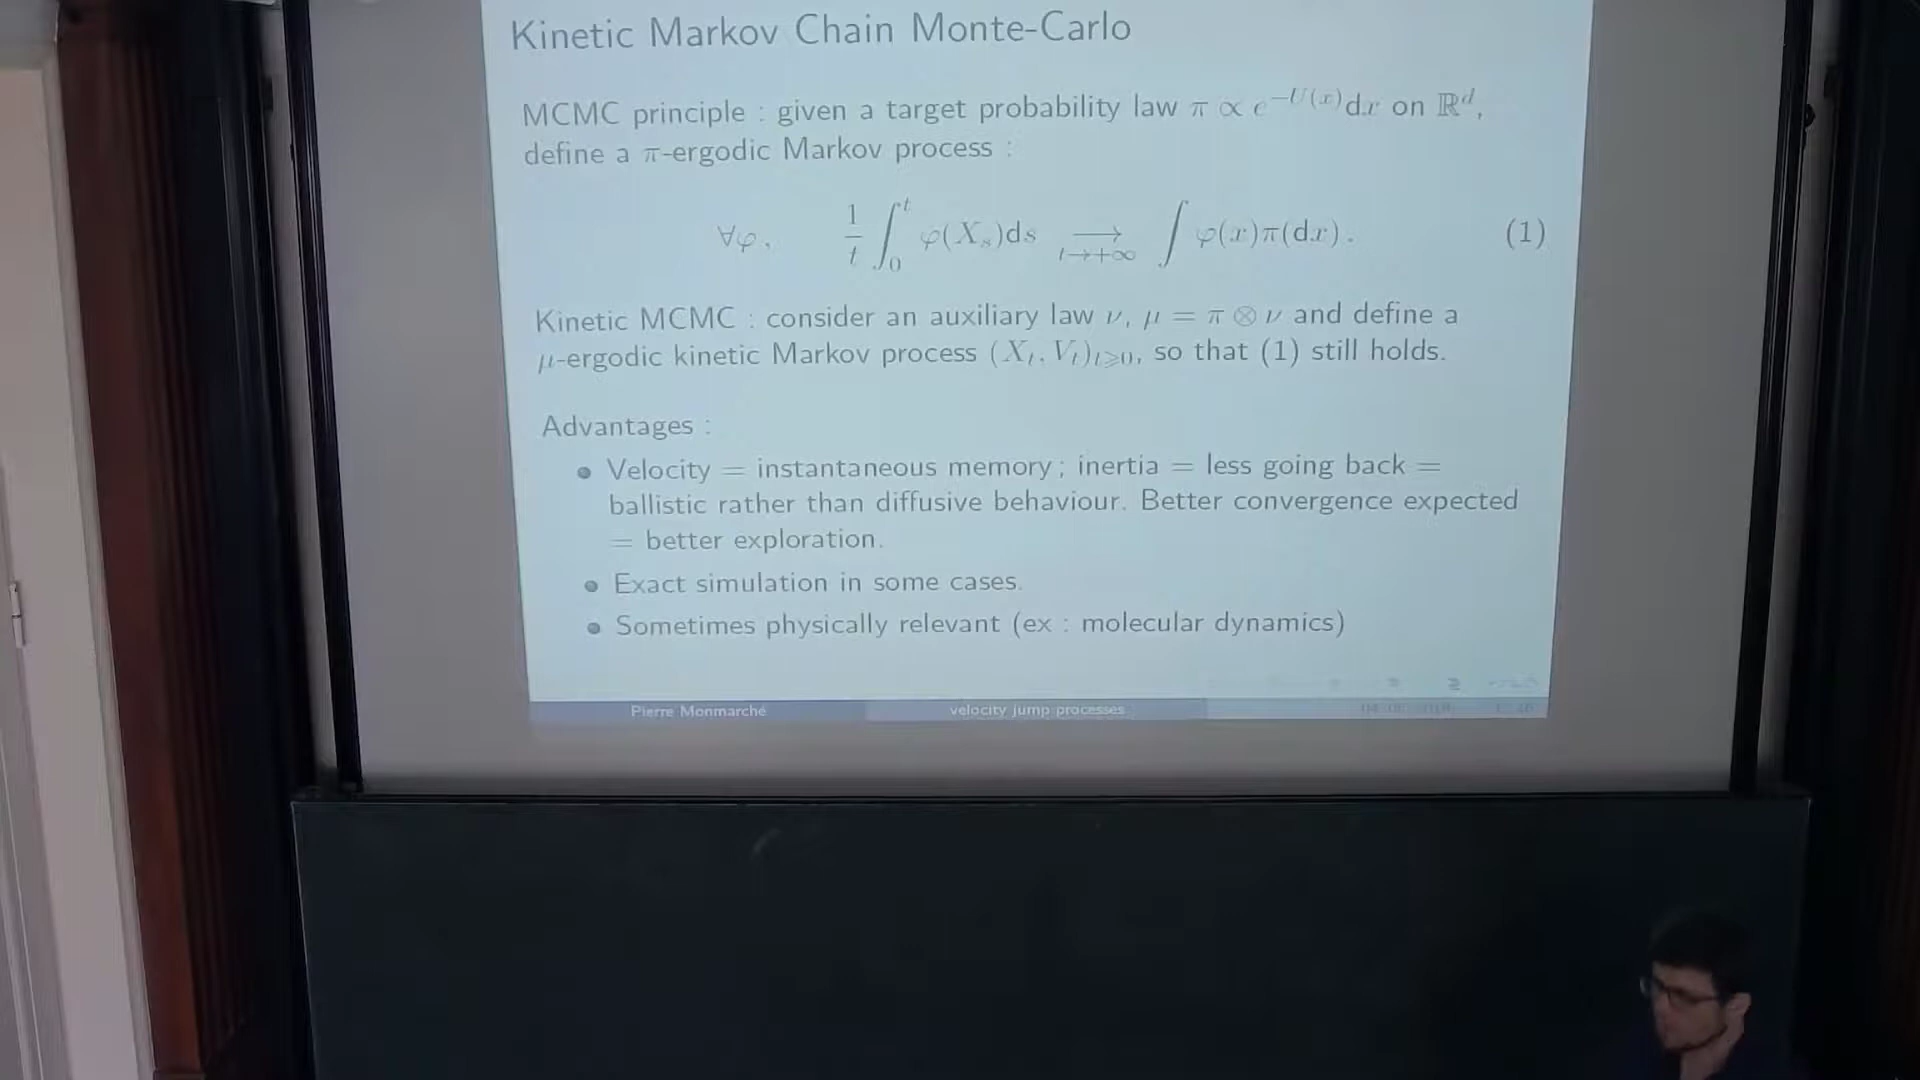 Kinetic Markov Chain Monte-Carlo
MCMC principle : given a target probability law π ∝ e^{−U(x)}dx on ℝ^d,
define a π-ergodic Markov process :
∀φ, 1/t ∫_0^t φ(X_s)ds ⟶_{t→+∞} ∫ φ(x)π(dx). (1)
Kinetic MCMC : consider an auxiliary law ν, μ = π ⊗ ν and define a
μ-ergodic kinetic Markov process (X_t, V_t)_{t⩾0}, so that (1) still holds.
Advantages :
Velocity = instantaneous memory ; inertia = less going back =
ballistic rather than diffusive behaviour. Better convergence expected
= better exploration.
Exact simulation in some cases.
Sometimes physically relevant (ex : molecular dynamics)
Pierre Monmarché velocity jump processes